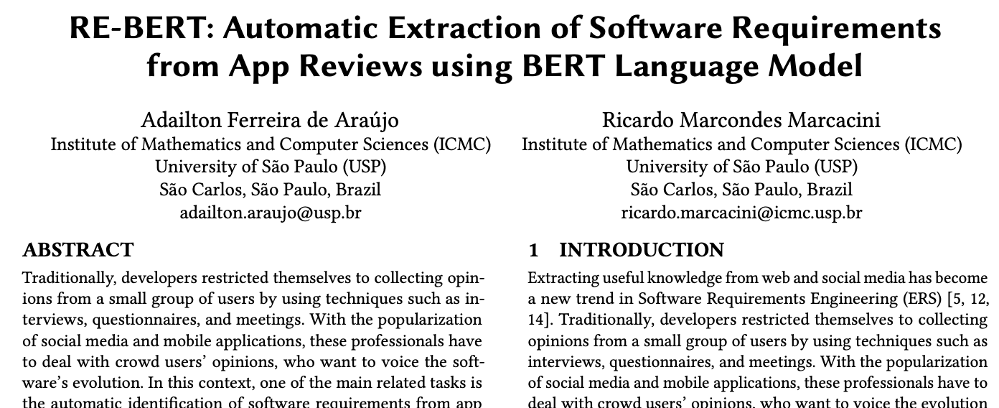 RE-BERT: Automatic Extraction of Software Requirements
from App Reviews using BERT Language Model
Adailton Ferreira de Araújo
Institute of Mathematics and Computer Sciences (ICMC)
University of São Paulo (USP)
São Carlos, São Paulo, Brazil
adailton.araujo@usp.br
Ricardo Marcondes Marcacini
Institute of Mathematics and Computer Sciences (ICMC)
University of São Paulo (USP)
São Carlos, São Paulo, Brazil
ricardo.marcacini@icmc.usp.br
ABSTRACT
Traditionally, developers restricted themselves to collecting opin-
ions from a small group of users by using techniques such as in-
terviews, questionnaires, and meetings. With the popularization
of social media and mobile applications, these professionals have
to deal with crowd users' opinions, who want to voice the soft-
ware's evolution. In this context, one of the main related tasks is
the automatic identification of software requirements from app
1 INTRODUCTION
Extracting useful knowledge from web and social media has become
a new trend in Software Requirements Engineering (ERS) [5, 12,
14]. Traditionally, developers restricted themselves to collecting
opinions from a small group of users by using techniques such as
interviews, questionnaires, and meetings. With the popularization
of social media and mobile applications, these professionals have to
deal with crowd users' opinions, who want to voice the evolution